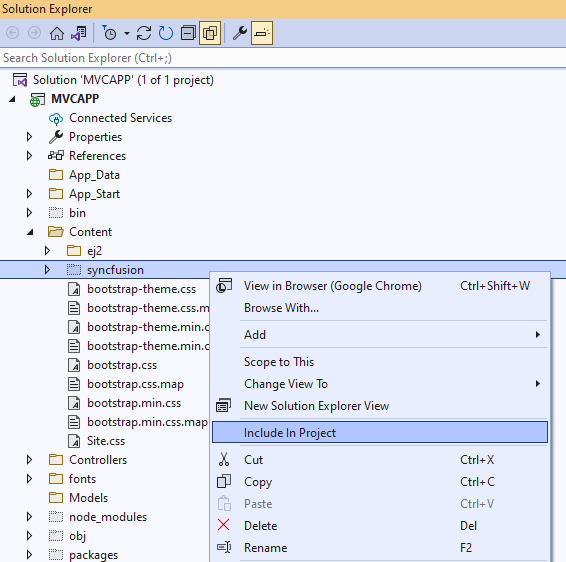 Solution Explorer
Search Solution Explorer (Ctrl+;)
Solution 'MVCAPP' (1 of 1 project)
MVCAPP
Connected Services
Properties
References
App_Data
App_Start
bin
Content
ej2
syncfusion
bootstrap-theme.css
bootstrap-theme.css.m
bootstrap-theme.min.c
bootstrap-theme.min.c
bootstrap.css
bootstrap.css.map
bootstrap.min.css
bootstrap.min.css.map
Site.css
Controllers
fonts
Models
node_modules
obj
packages
View in Browser (Google Chrome) Ctrl+Shift+W
Browse With...
Add
Scope to This
Change View To
New Solution Explorer View
Include In Project
Cut Ctrl+X
Copy Ctrl+C
Paste Ctrl+V
Delete Del
Rename F2